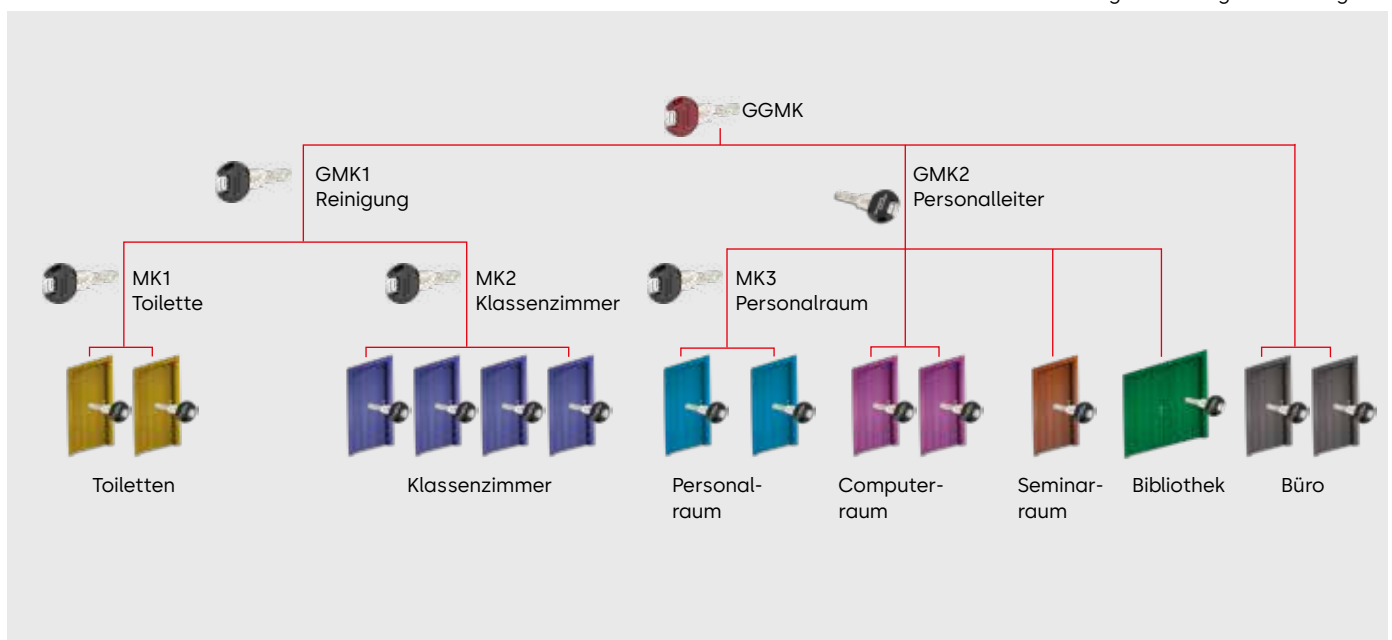 GGMK
GMK1
Reinigung
GMK2
Personalleiter
MK1
Toilette
MK2
Klassenzimmer
MK3
Personalraum
Toiletten
Klassenzimmer
Personal-
raum
Computer-
raum
Seminar-
raum
Bibliothek
Büro